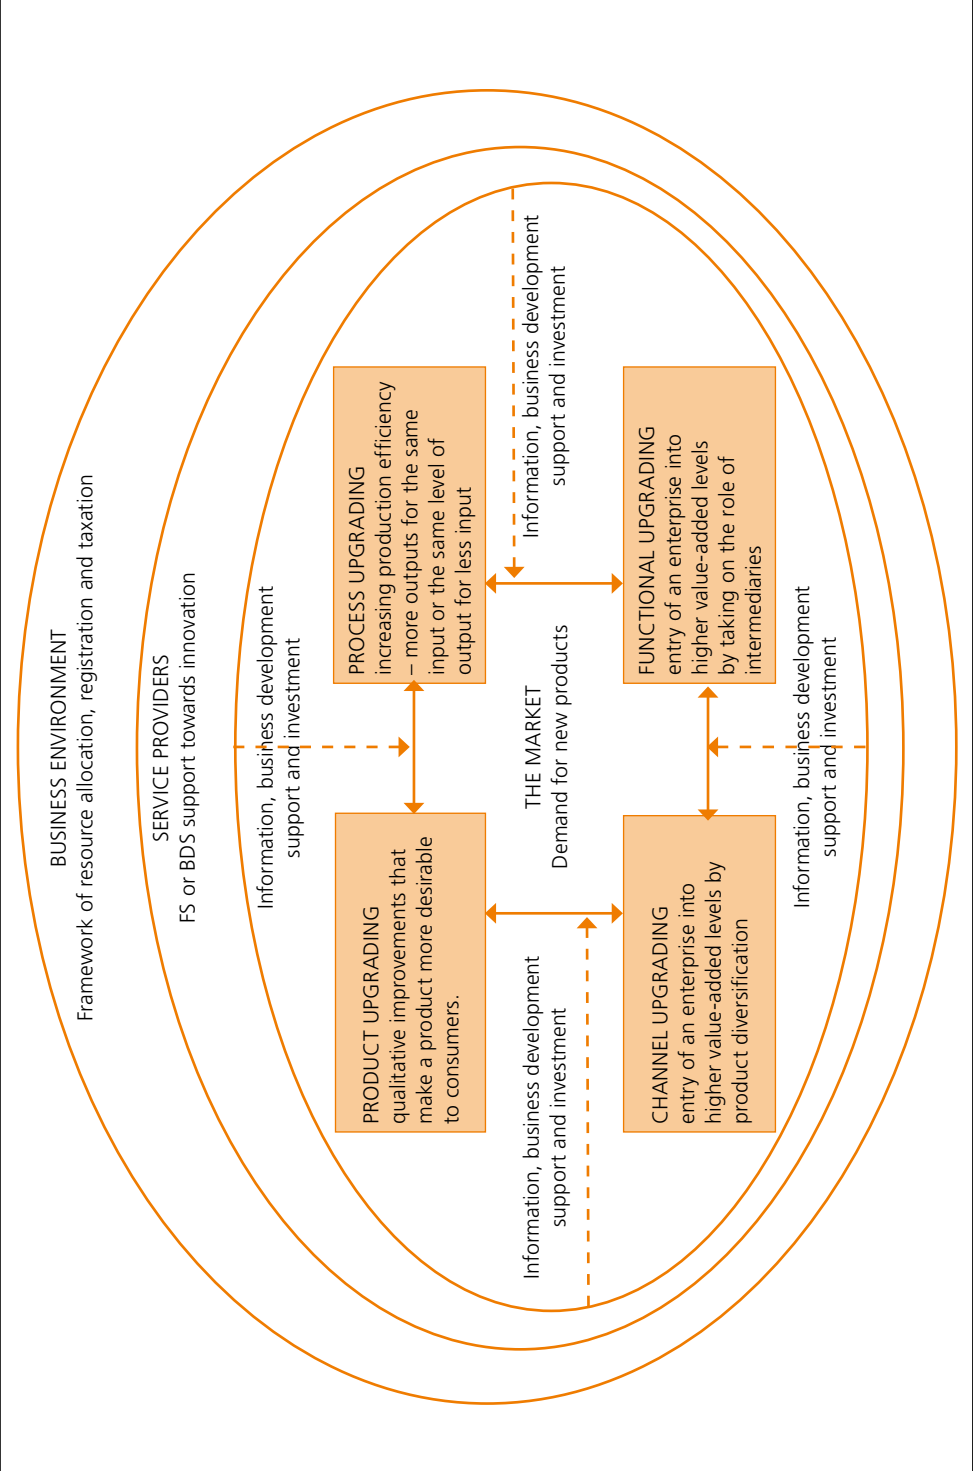 BUSINESS ENVIRONMENT
Framework of resource allocation, registration and taxation
SERVICE PROVIDERS
FS or BDS support towards innovation
Information, business development
support and investment
PRODUCT UPGRADING
qualitative improvements that
make a product more desirable
to consumers.
PROCESS UPGRADING
increasing production efficiency
– more outputs for the same
input or the same level of
output for less input
Information, business development
support and investment
THE MARKET
Demand for new products
Information, business development
support and investment
CHANNEL UPGRADING
entry of an enterprise into
higher value-added levels by
product diversification
FUNCTIONAL UPGRADING
entry of an enterprise into
higher value-added levels
by taking on the role of
intermediaries
Information, business development
support and investment